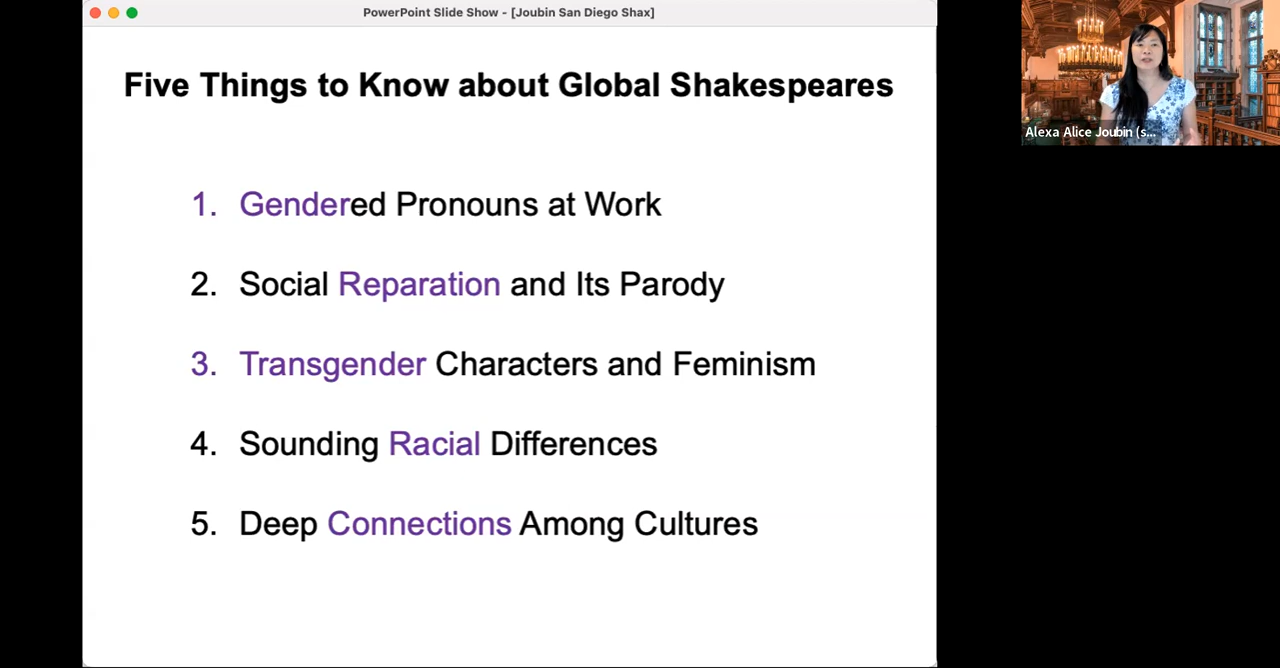 PowerPoint Slide Show - [Joubin San Diego Shax]
Five Things to Know about Global Shakespeares
1. Gendered Pronouns at Work
2. Social Reparation and Its Parody
3. Transgender Characters and Feminism
4. Sounding Racial Differences
5. Deep Connections Among Cultures
Alexa Alice Joubin (s...